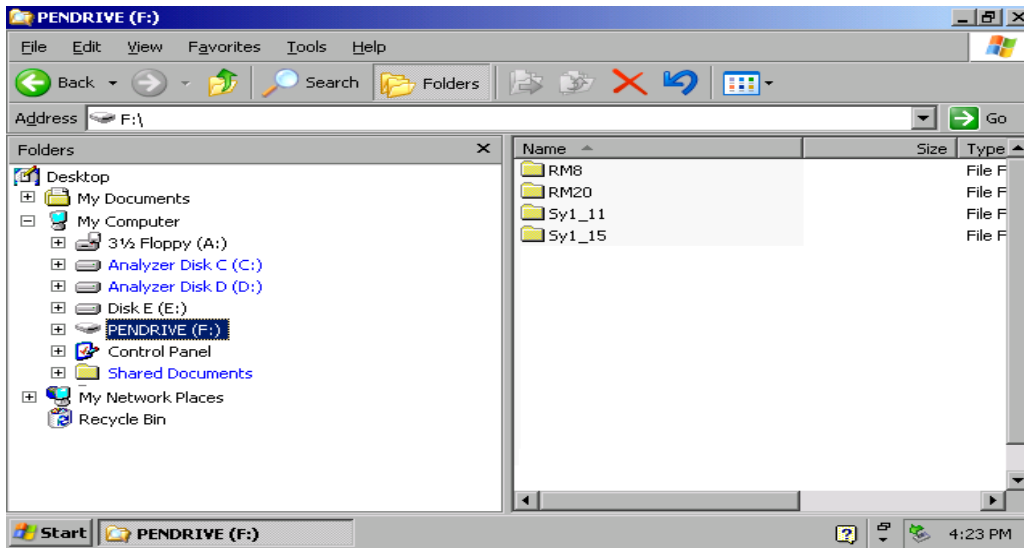 PENDRIVE (F:)
File Edit View Favorites Tools Help
Back Search Folders
Address F:\ Go
Folders
Desktop
My Documents
My Computer
3½ Floppy (A:)
Analyzer Disk C (C:)
Analyzer Disk D (D:)
Disk E (E:)
PENDRIVE (F:)
Control Panel
Shared Documents
My Network Places
Recycle Bin
Name Size Type
RM8 File F
RM20 File F
Sy1_11 File F
Sy1_15 File F
Start PENDRIVE (F:) 4:23 PM